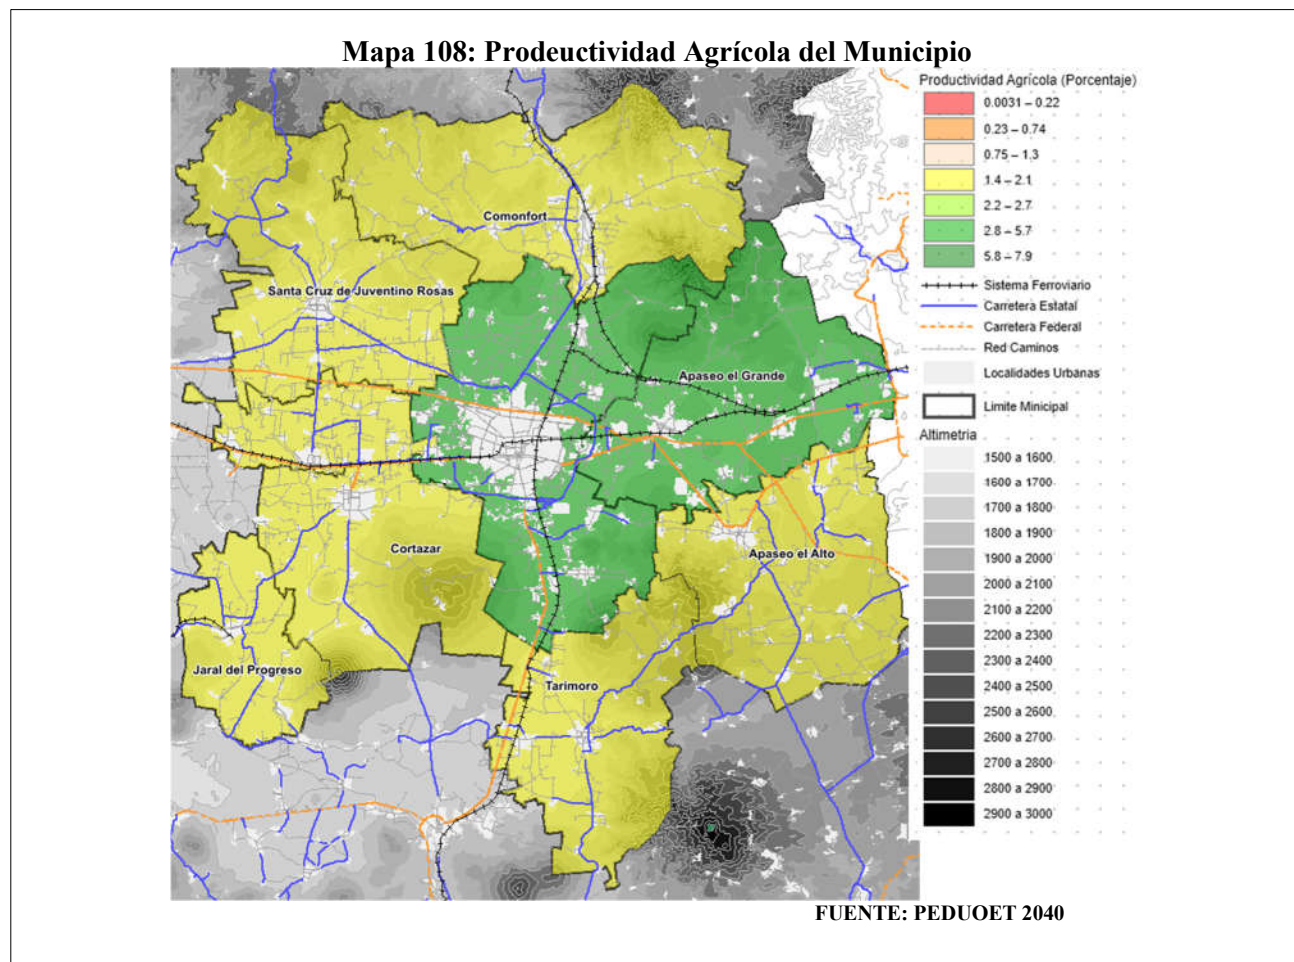 Mapa 108: Prodeuctividad Agrícola del Municipio
Productividad Agrícola (Porcentaje)
0.0031 – 0.22
0.23 – 0.74
0.75 – 1.3
1.4 – 2.1
2.2 – 2.7
2.8 – 5.7
5.8 – 7.9
Sistema Ferroviario
Carretera Estatal
Carretera Federal
Red Caminos
Localidades Urbanas
Limite Minicipal
Altimetria
1500 a 1600
1600 a 1700
1700 a 1800
1800 a 1900
1900 a 2000
2000 a 2100
2100 a 2200
2200 a 2300
2300 a 2400
2400 a 2500
2500 a 2600
2600 a 2700
2700 a 2800
2800 a 2900
2900 a 3000
Comonfort
Santa Cruz de Juventino Rosas
Apaseo el Grande
Cortazar
Apaseo el Alto
Jaral del Progreso
Tarimoro
FUENTE: PEDUOET 2040